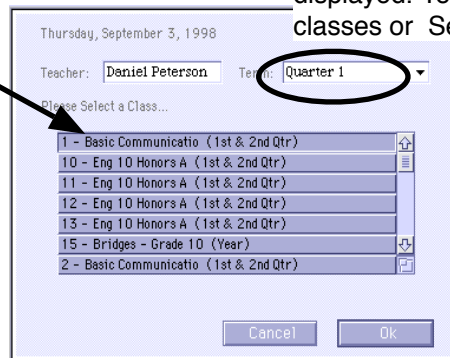 displayed. Yo
classes or Se
Thursday, September 3, 1998
Teacher: Daniel Peterson Term: Quarter 1
Please Select a Class...
1 - Basic Communicatio (1st & 2nd Qtr)
10 - Eng 10 Honors A (1st & 2nd Qtr)
11 - Eng 10 Honors A (1st & 2nd Qtr)
12 - Eng 10 Honors A (1st & 2nd Qtr)
13 - Eng 10 Honors A (1st & 2nd Qtr)
15 - Bridges - Grade 10 (Year)
2 - Basic Communicatio (1st & 2nd Qtr)
Cancel Ok